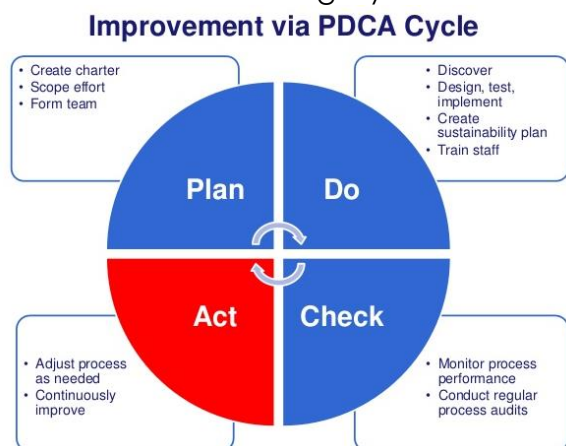 Improvement via PDCA Cycle
• Create charter
• Scope effort
• Form team
• Discover
• Design, test,
implement
• Create
sustainability plan
• Train staff
Plan
Do
Act
Check
• Adjust process
as needed
• Continuously
improve
• Monitor process
performance
• Conduct regular
process audits